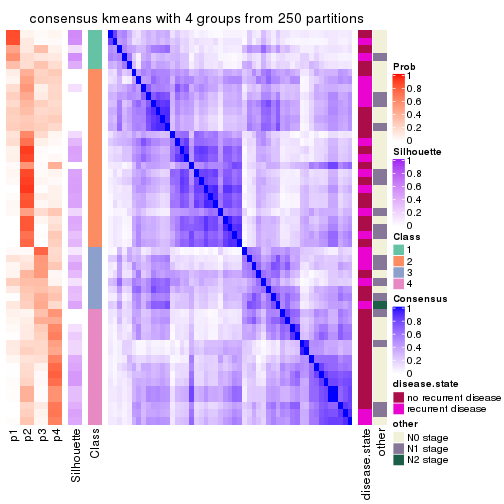 consensus kmeans with 4 groups from 250 partitions
Prob
1
0.8
0.6
0.4
0.2
0
Silhouette
1
0.8
0.6
0.4
0.2
0
Class
1
2
3
4
Consensus
1
0.8
0.6
0.4
0.2
0
disease.state
no recurrent disease
recurrent disease
other
N0 stage
N1 stage
N2 stage
p1
p2
p3
p4
Silhouette
Class
disease.state
other